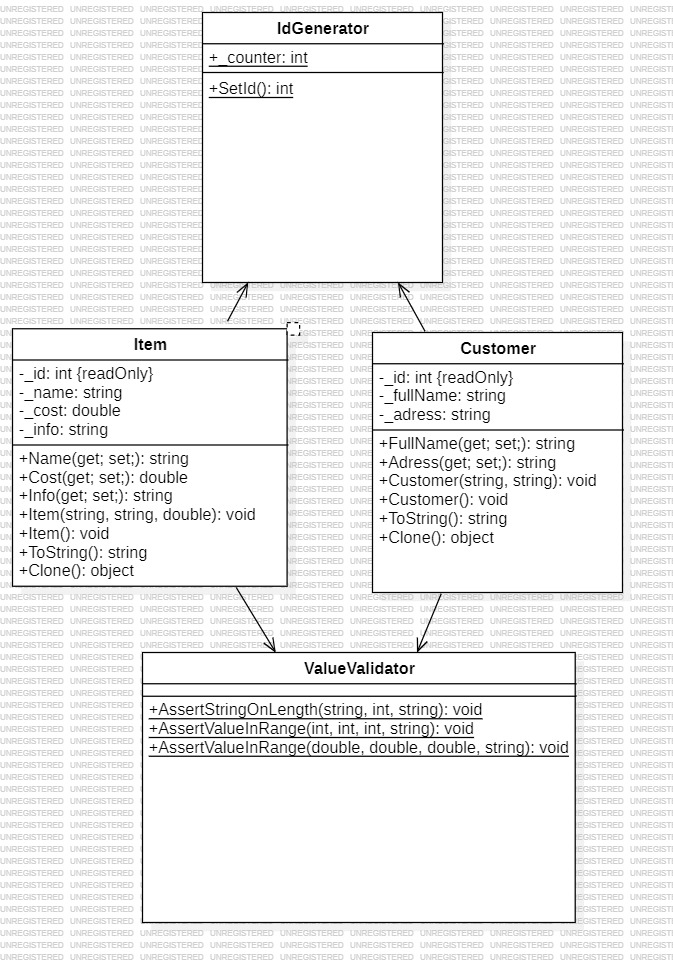 IdGenerator
+_counter: int
+SetId(): int
Item
-_id: int {readOnly}
-_name: string
-_cost: double
-_info: string
+Name(get; set;): string
+Cost(get; set;): double
+Info(get; set;): string
+Item(string, string, double): void
+Item(): void
+ToString(): string
+Clone(): object
Customer
-_id: int {readOnly}
-_fullName: string
-_adress: string
+FullName(get; set;): string
+Adress(get; set;): string
+Customer(string, string): void
+Customer(): void
+ToString(): string
+Clone(): object
ValueValidator
+AssertStringOnLength(string, int, string): void
+AssertValueInRange(int, int, int, string): void
+AssertValueInRange(double, double, double, string): void
UNREGISTERED